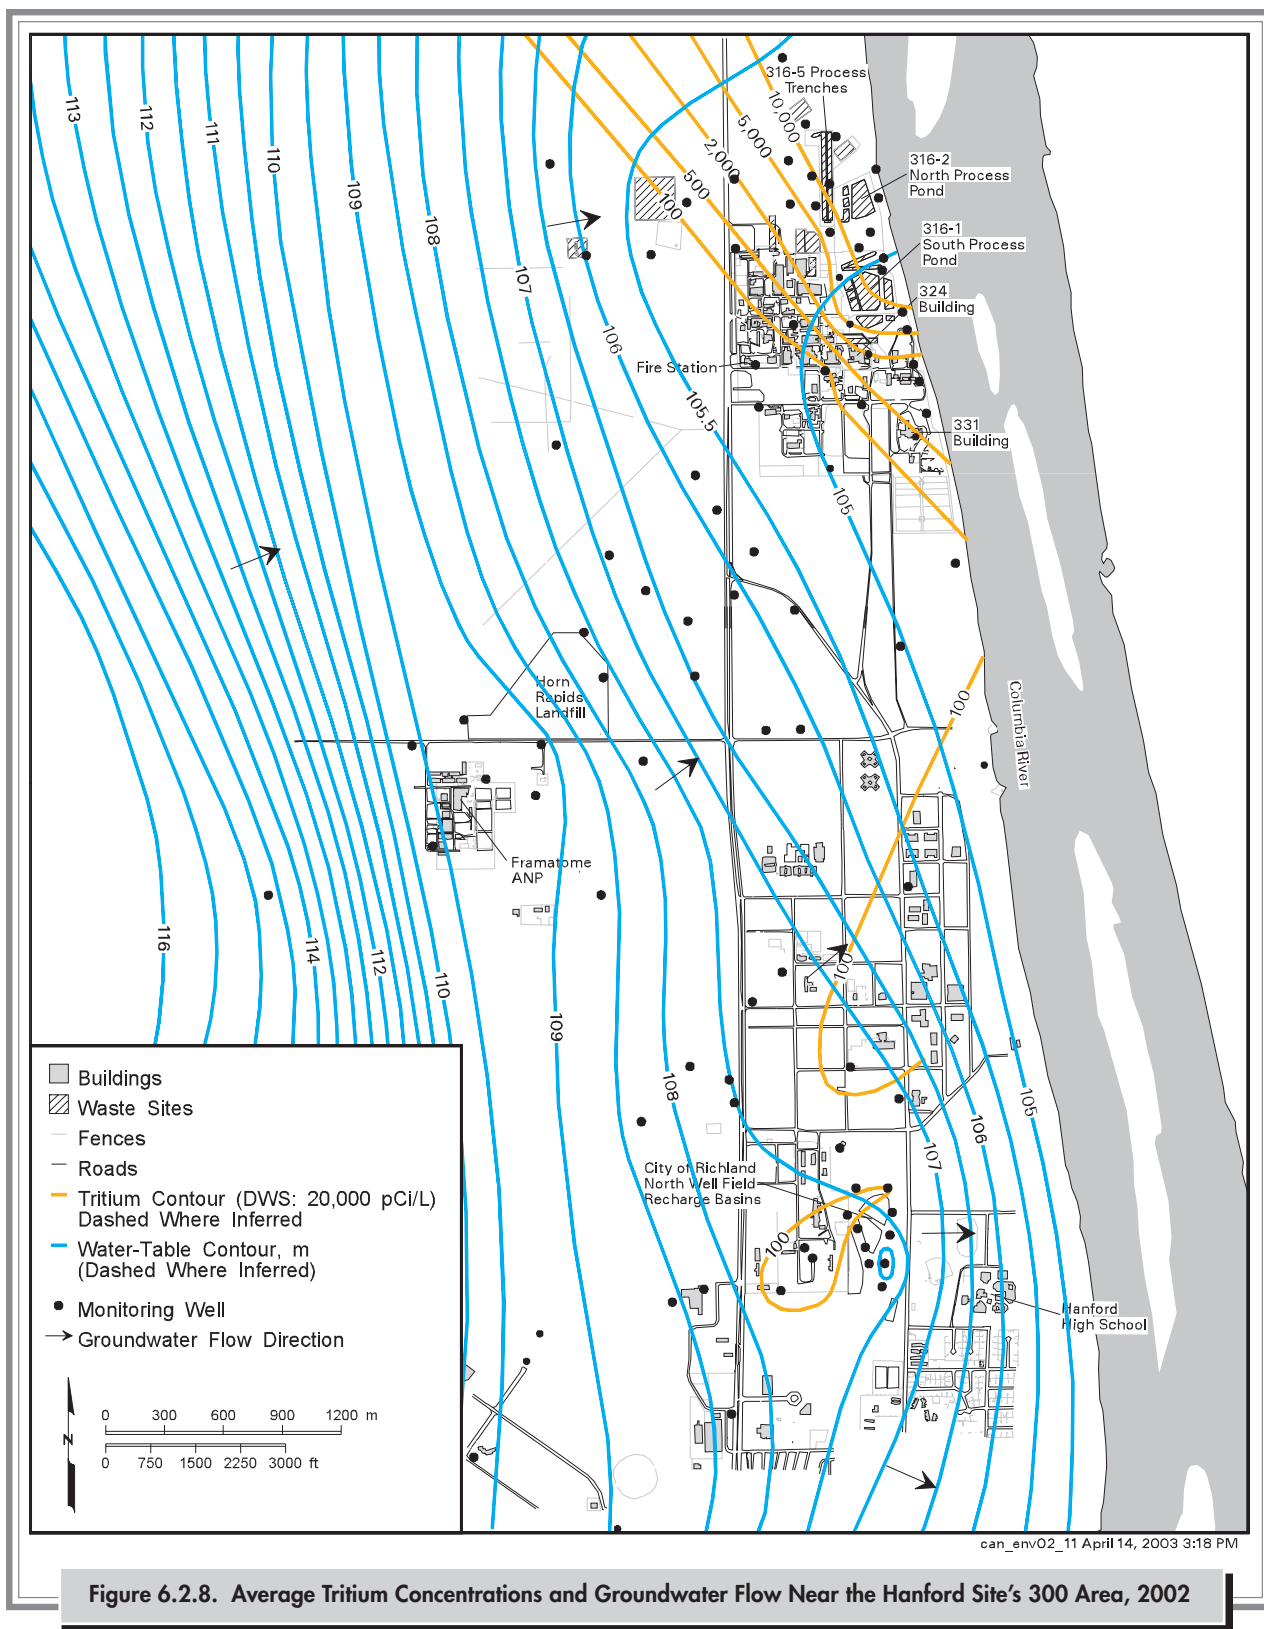 316-5 Process
Trenches
10,000
5,000
2,000
500
100
113
112
111
110
109
108
107
106
105.5
105
316-2
North Process
Pond
316-1
South Process
Pond
324
Building
Fire Station
331
Building
Horn
Rapids
Landfill
100
Columbia River
Framatome
ANP
116
114
112
110
109
108
100
107
106
105
City of Richland
North Well Field
Recharge Basins
100
Hanford
High School
Buildings
Waste Sites
Fences
Roads
Tritium Contour (DWS: 20,000 pCi/L)
Dashed Where Inferred
Water-Table Contour, m
(Dashed Where Inferred)
Monitoring Well
Groundwater Flow Direction
0 300 600 900 1200 m
0 750 1500 2250 3000 ft
N
can_env02_11 April 14, 2003 3:18 PM
Figure 6.2.8. Average Tritium Concentrations and Groundwater Flow Near the Hanford Site's 300 Area, 2002